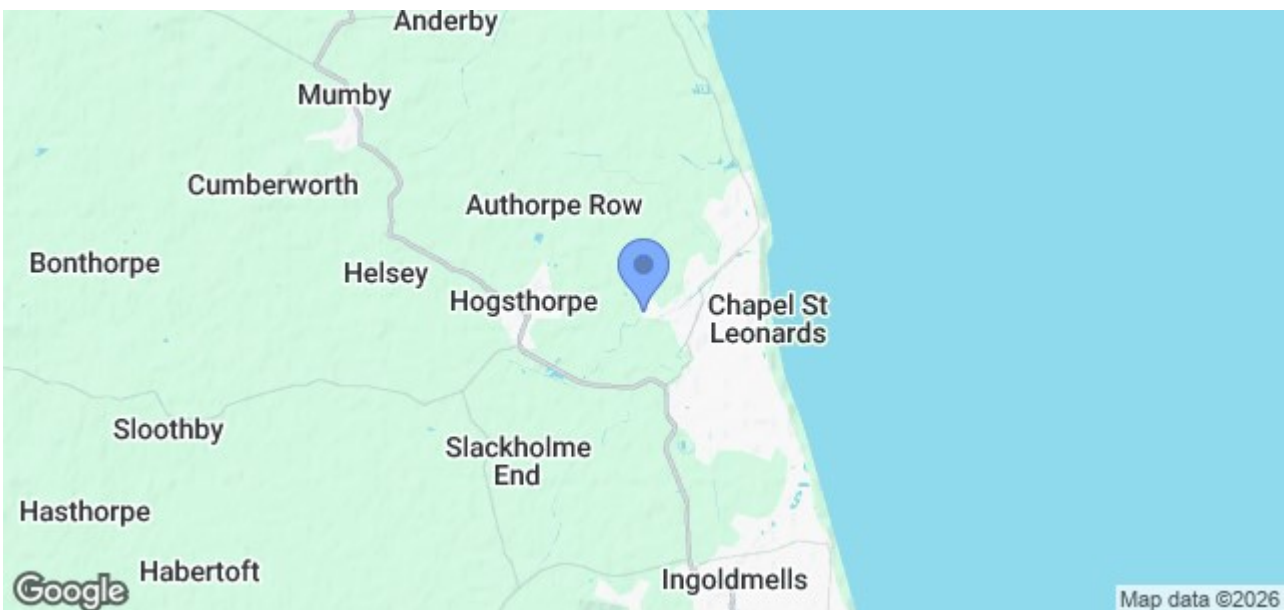 Anderby
Mumby
Cumberworth
Authorpe Row
Bonthorpe
Helsey
Hogsthorpe
Chapel St
Leonards
Sloothby
Slackholme
End
Hasthorpe
Habertoft
Ingoldmells
Google
Map data ©2026